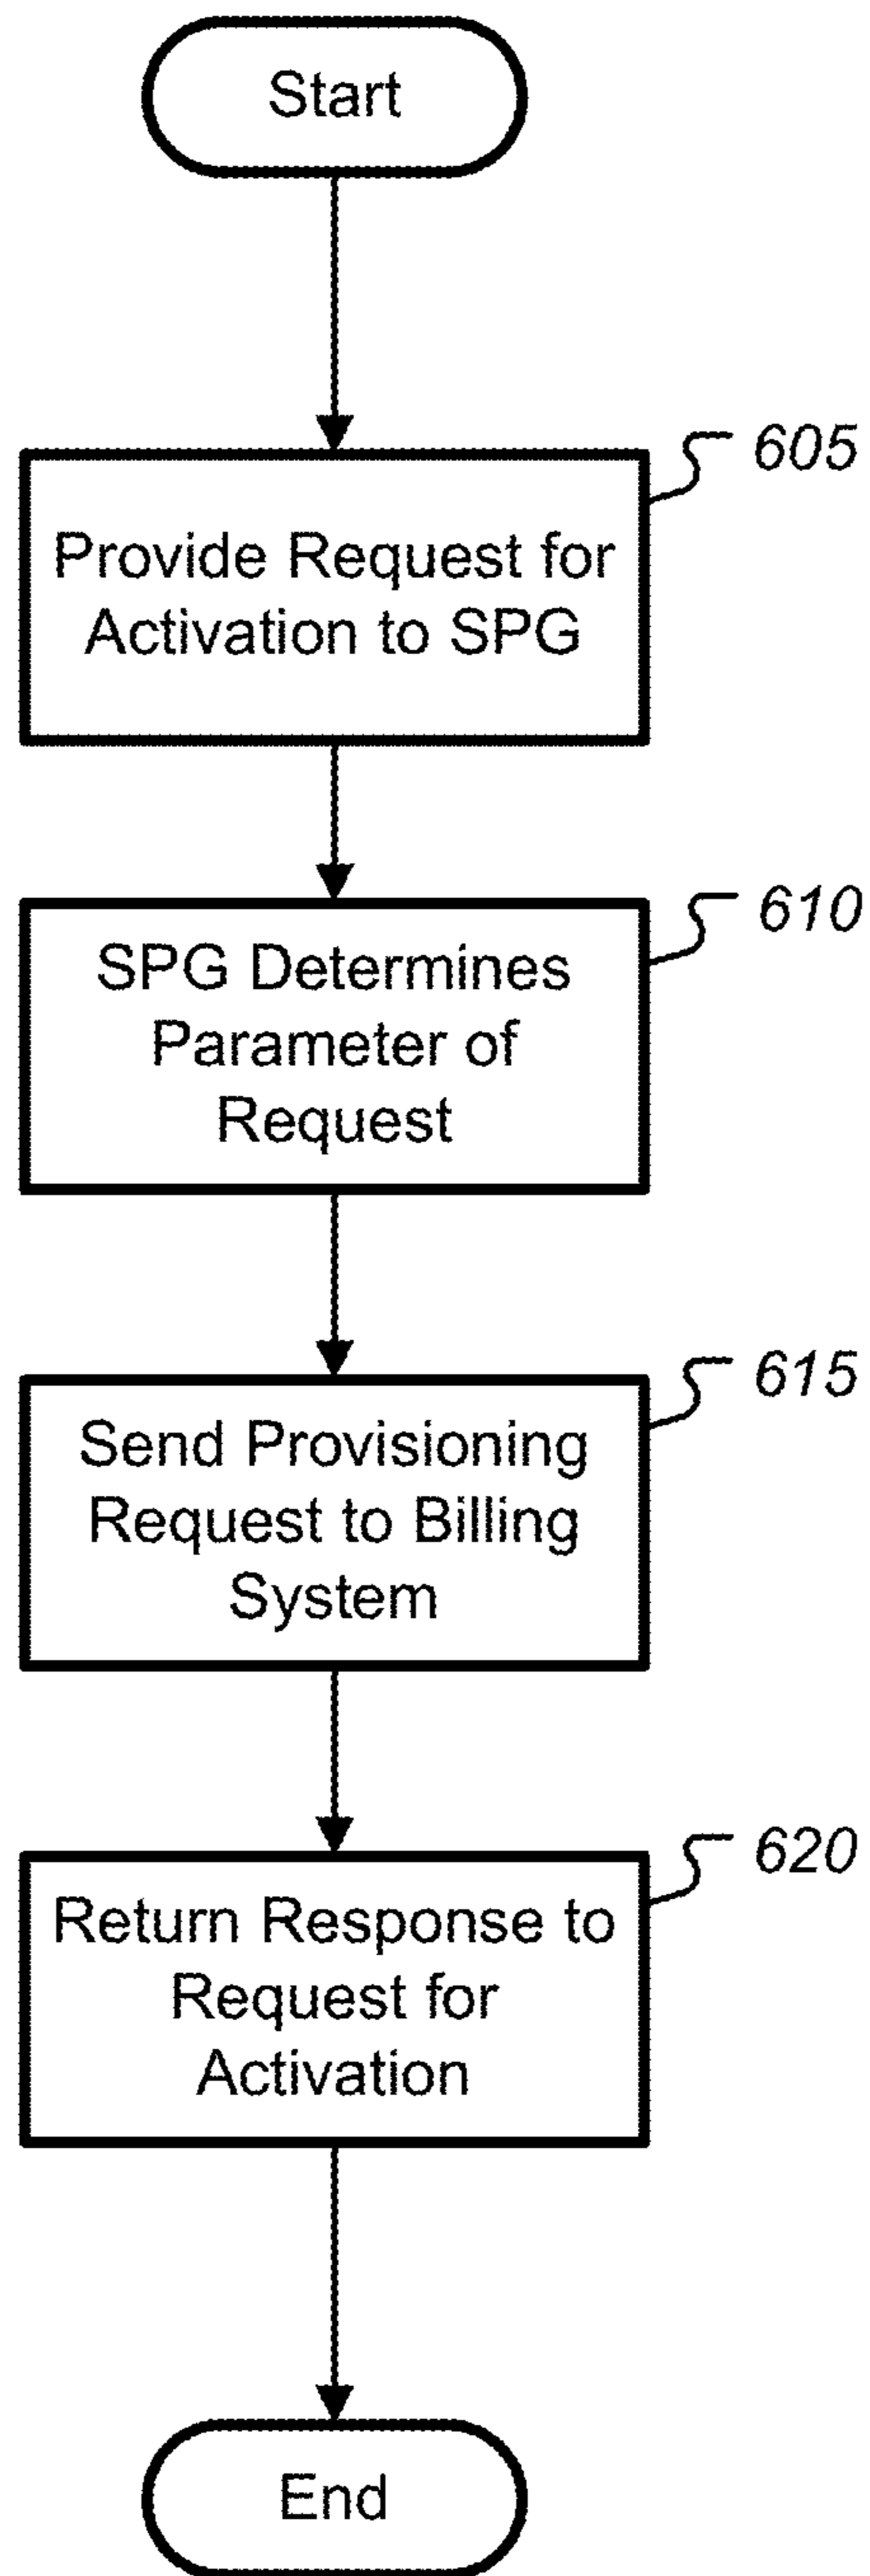 Start
605
Provide Request for
Activation to SPG
610
SPG Determines
Parameter of
Request
615
Send Provisioning
Request to Billing
System
620
Return Response to
Request for
Activation
End